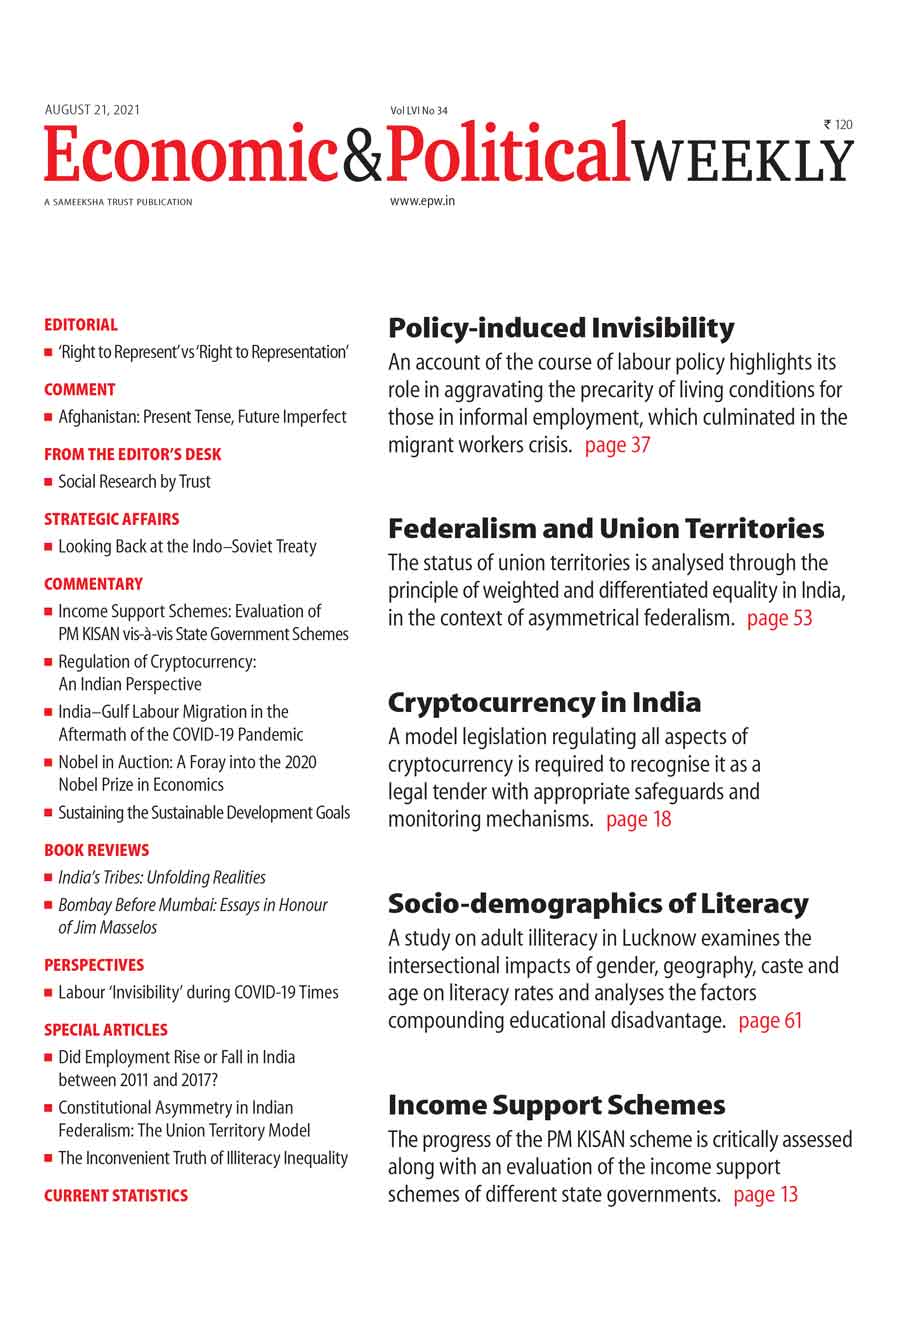 AUGUST 21, 2021
Vol LVI No 34
₹ 120
Economic&PoliticalWEEKLY
A SAMEEKSHA TRUST PUBLICATION
www.epw.in
EDITORIAL
■ ‘Right to Represent’ vs ‘Right to Representation’
COMMENT
■ Afghanistan: Present Tense, Future Imperfect
FROM THE EDITOR’S DESK
■ Social Research by Trust
STRATEGIC AFFAIRS
■ Looking Back at the Indo–Soviet Treaty
COMMENTARY
■ Income Support Schemes: Evaluation of
PM KISAN vis-à-vis State Government Schemes
■ Regulation of Cryptocurrency:
An Indian Perspective
■ India–Gulf Labour Migration in the
Aftermath of the COVID-19 Pandemic
■ Nobel in Auction: A Foray into the 2020
Nobel Prize in Economics
■ Sustaining the Sustainable Development Goals
BOOK REVIEWS
■ India’s Tribes: Unfolding Realities
■ Bombay Before Mumbai: Essays in Honour
of Jim Masselos
PERSPECTIVES
■ Labour ‘Invisibility’ during COVID-19 Times
SPECIAL ARTICLES
■ Did Employment Rise or Fall in India
between 2011 and 2017?
■ Constitutional Asymmetry in Indian
Federalism: The Union Territory Model
■ The Inconvenient Truth of Illiteracy Inequality
CURRENT STATISTICS
Policy-induced Invisibility
An account of the course of labour policy highlights its
role in aggravating the precarity of living conditions for
those in informal employment, which culminated in the
migrant workers crisis. page 37
Federalism and Union Territories
The status of union territories is analysed through the
principle of weighted and differentiated equality in India,
in the context of asymmetrical federalism. page 53
Cryptocurrency in India
A model legislation regulating all aspects of
cryptocurrency is required to recognise it as a
legal tender with appropriate safeguards and
monitoring mechanisms. page 18
Socio-demographics of Literacy
A study on adult illiteracy in Lucknow examines the
intersectional impacts of gender, geography, caste and
age on literacy rates and analyses the factors
compounding educational disadvantage. page 61
Income Support Schemes
The progress of the PM KISAN scheme is critically assessed
along with an evaluation of the income support
schemes of different state governments. page 13